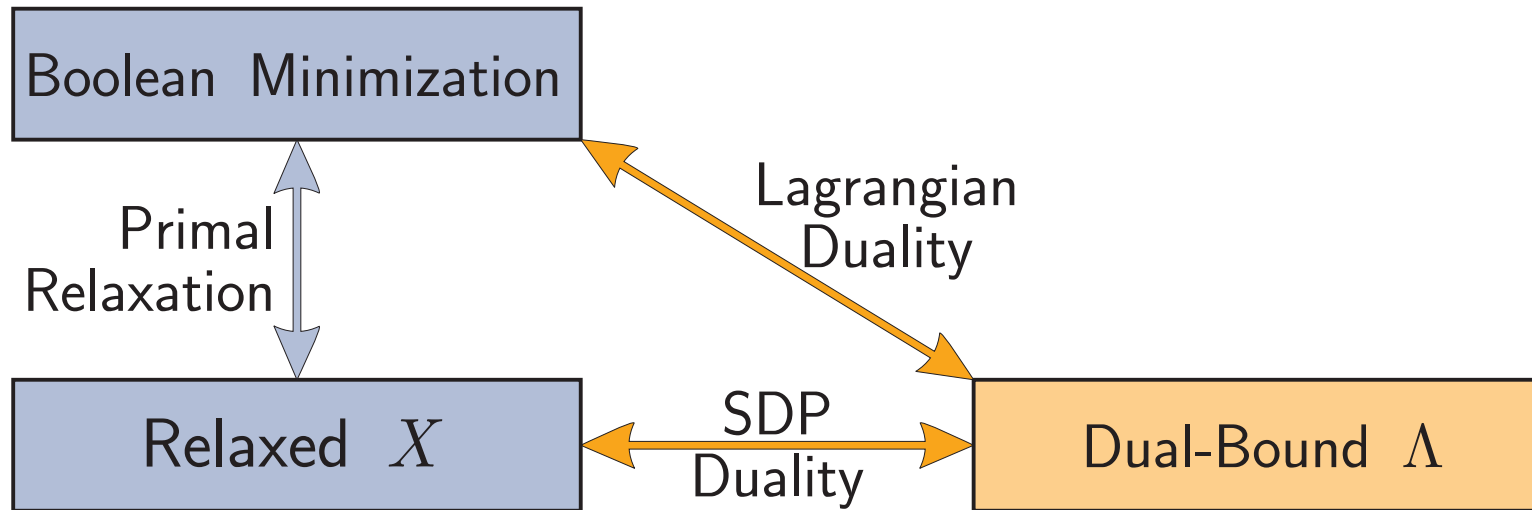 Boolean Minimization
Primal
Relaxation
Lagrangian
Duality
Relaxed X
SDP
Duality
Dual-Bound Λ